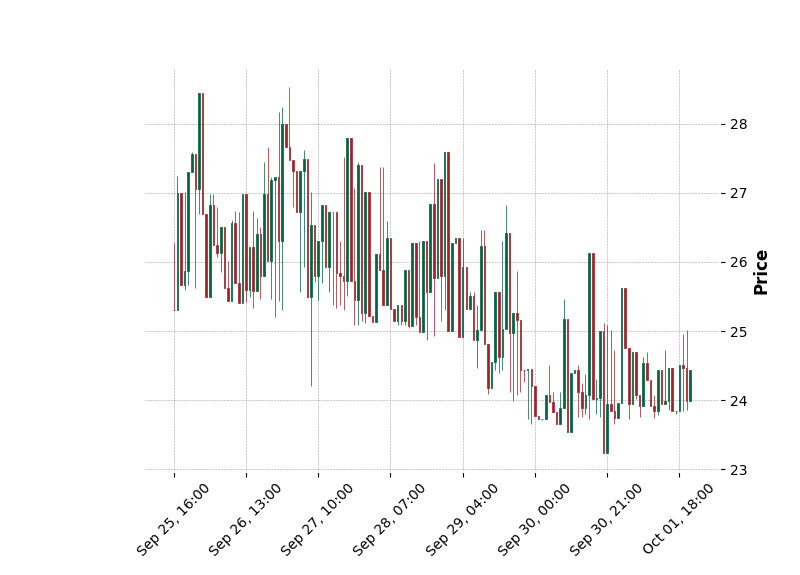 28
27
26
25
24
23
Price
Sep 25, 16:00
Sep 26, 13:00
Sep 27, 10:00
Sep 28, 07:00
Sep 29, 04:00
Sep 30, 00:00
Sep 30, 21:00
Oct 01, 18:00